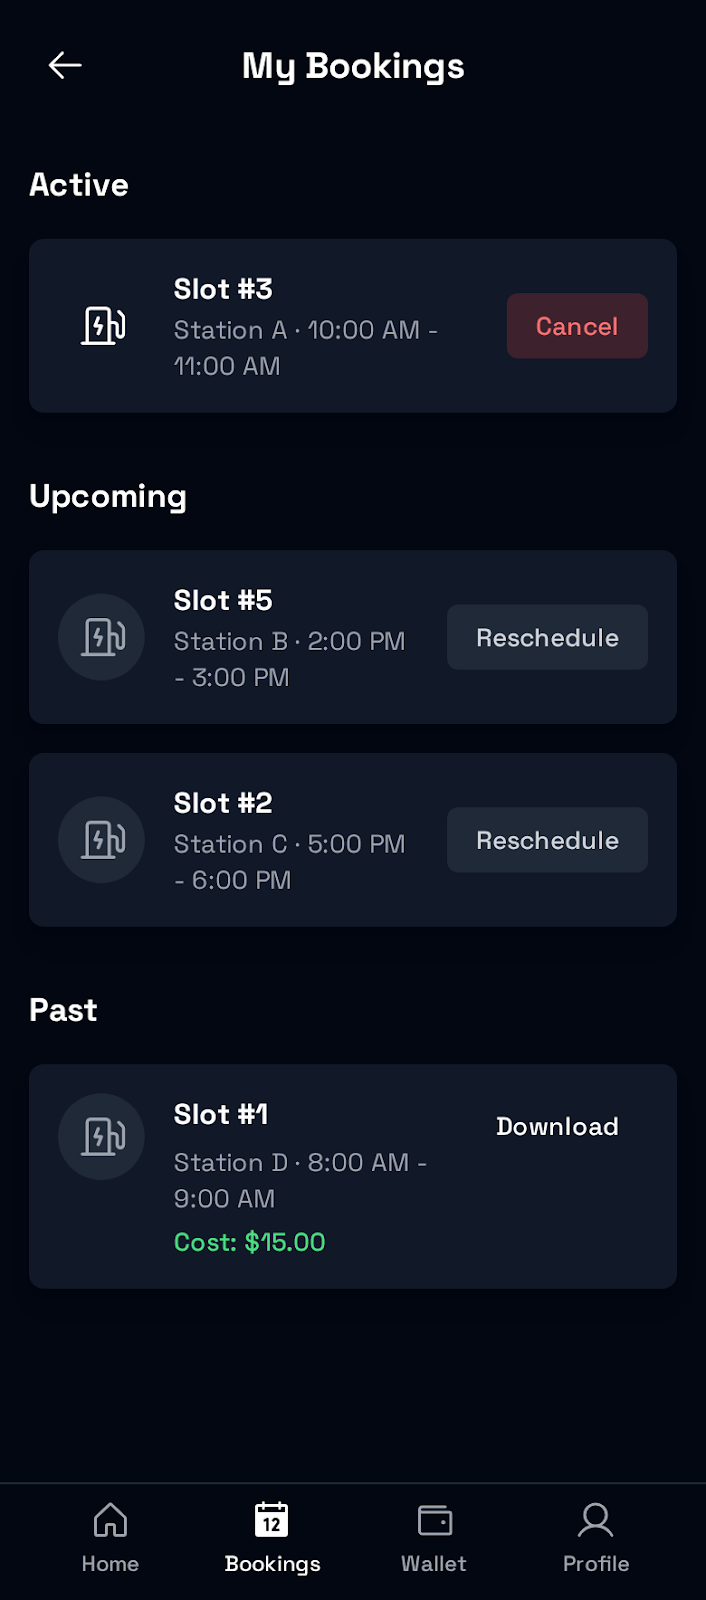 My Bookings
Active
Slot #3
Station A · 10:00 AM -
11:00 AM
Cancel
Upcoming
Slot #5
Station B · 2:00 PM
- 3:00 PM
Reschedule
Slot #2
Station C · 5:00 PM
- 6:00 PM
Reschedule
Past
Slot #1
Download
Station D · 8:00 AM -
9:00 AM
Cost: $15.00
12
Home
Bookings
Wallet
Profile